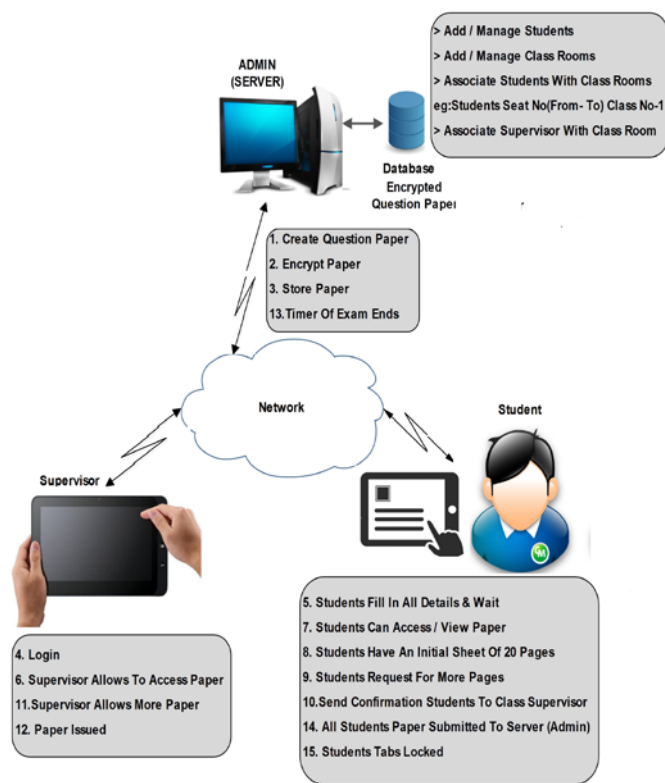 > Add / Manage Students
> Add / Manage Class Rooms
> Associate Students With Class Rooms
eg:Students Seat No(From- To) Class No-1
> Associate Supervisor With Class Room
ADMIN
(SERVER)
Database
Encrypted
Question Paper
1. Create Question Paper
2. Encrypt Paper
3. Store Paper
13.Timer Of Exam Ends
Network
Student
Supervisor
GM
4. Login
6. Supervisor Allows To Access Paper
11.Supervisor Allows More Paper
12. Paper Issued
5. Students Fill In All Details & Wait
7. Students Can Access / View Paper
8. Students Have An Initial Sheet Of 20 Pages
9. Students Request For More Pages
10.Send Confirmation Students To Class Supervisor
14. All Students Paper Submitted To Server (Admin)
15. Students Tabs Locked